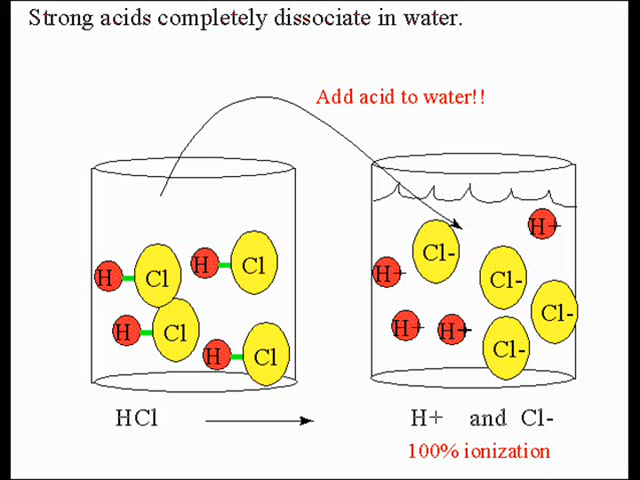 Strong acids completely dissociate in water.
Add acid to water!!
H Cl
H Cl
H Cl
H Cl
H+
Cl-
H+
Cl-
Cl-
H+
H+
Cl-
HCl
H+ and Cl-
100% ionization